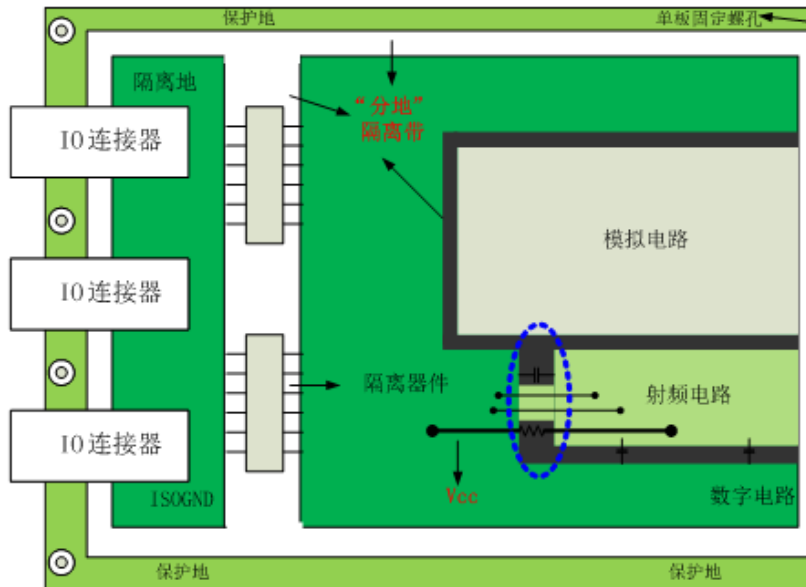 保护地
单板固定螺孔
隔离地
“分地”
隔离带
IO连接器
模拟电路
IO连接器
隔离器件
射频电路
IO连接器
ISOGND
Vcc
数字电路
保护地
保护地